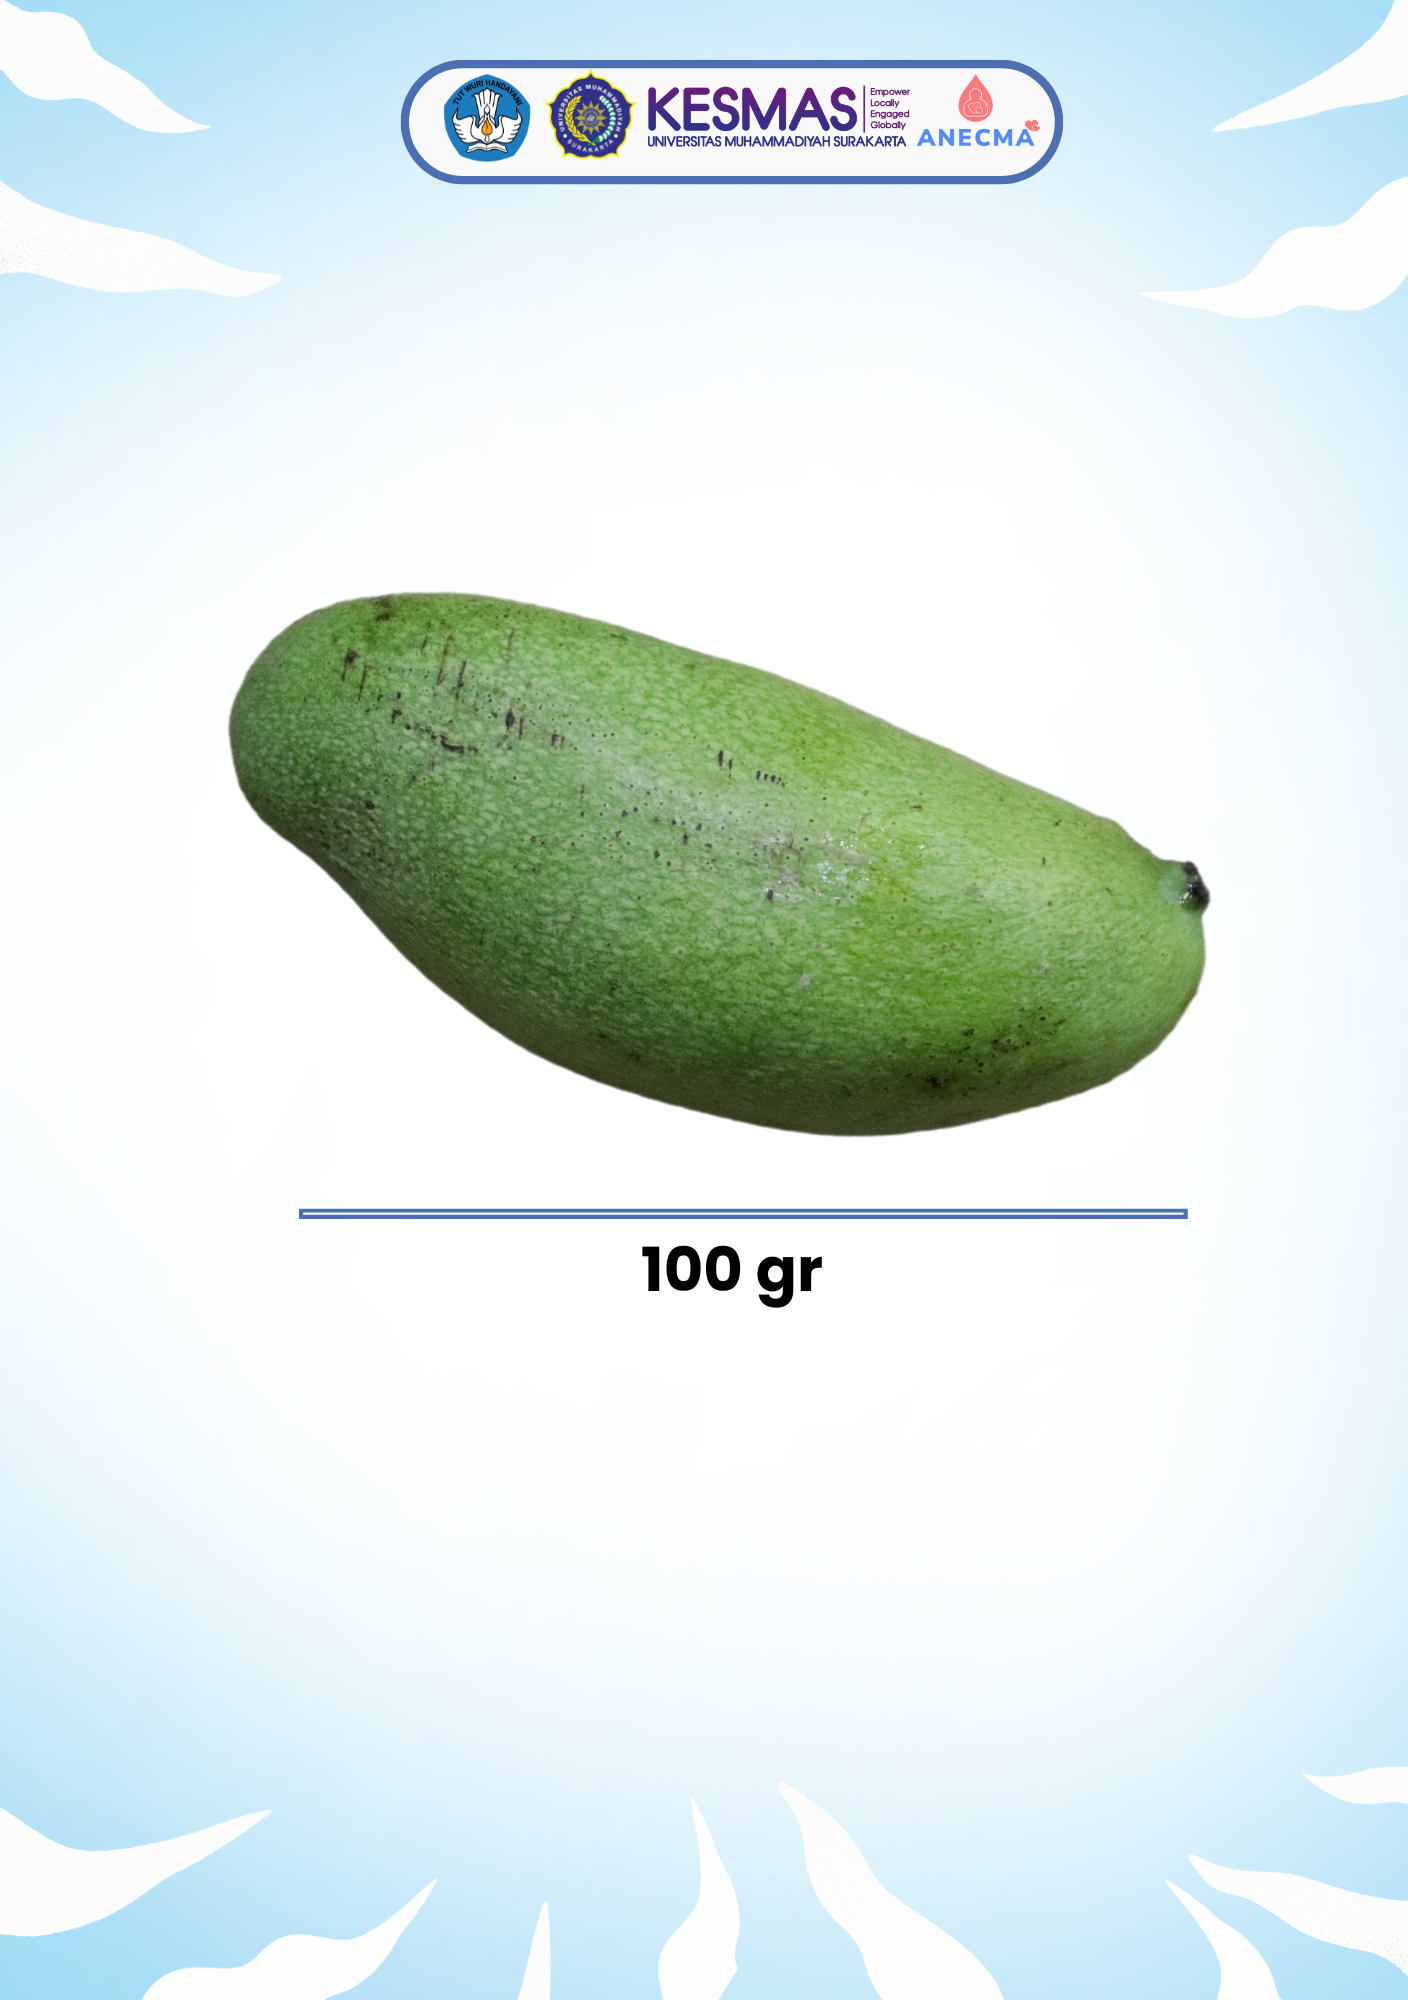 TUT WURI HANDAYANI
UNIVERSITAS MUHAMMADIYAH
SURAKARTA
KESMAS
UNIVERSITAS MUHAMMADIYAH SURAKARTA
Empower
Locally
Engaged
Globally
ANECMA
100 gr